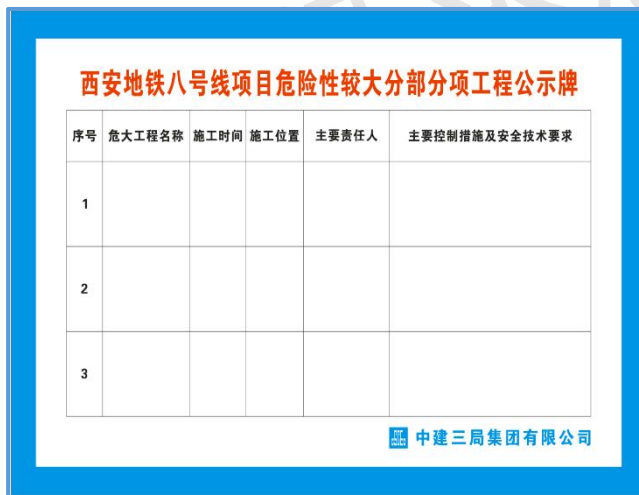 西安地铁八号线项目危险性较大分部分项工程公示牌
序号 危大工程名称 施工时间 施工位置 主要责任人 主要控制措施及安全技术要求
1
2
3
中建三局集团有限公司